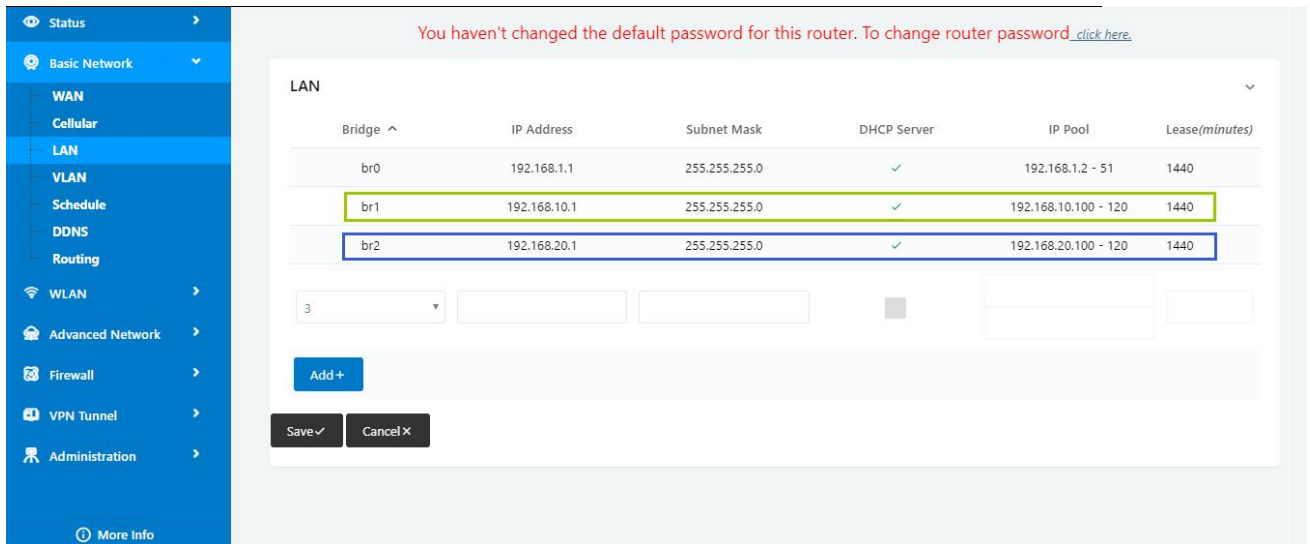 Status
You haven't changed the default password for this router. To change router password click here.
Basic Network
WAN
Cellular
LAN
VLAN
Schedule
DDNS
Routing
WLAN
Advanced Network
Firewall
VPN Tunnel
Administration
More Info
LAN
Bridge IP Address Subnet Mask DHCP Server IP Pool Lease(minutes)
br0 192.168.1.1 255.255.255.0 192.168.1.2 - 51 1440
br1 192.168.10.1 255.255.255.0 192.168.10.100 - 120 1440
br2 192.168.20.1 255.255.255.0 192.168.20.100 - 120 1440
3
Add+
Save Cancel